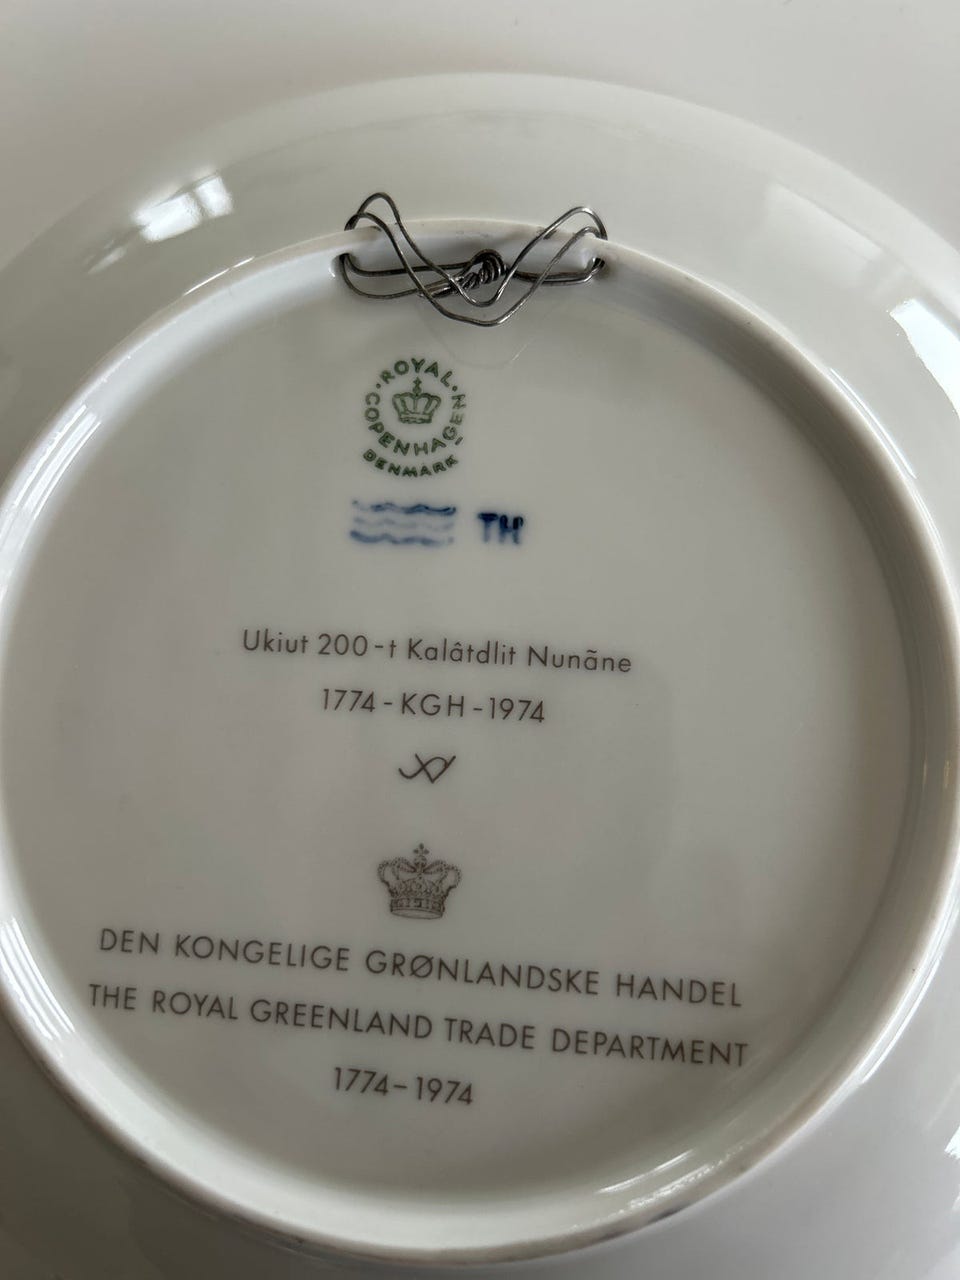 ROYAL
COPENHAGEN
DENMARK
TH
Ukiut 200-t Kalâtdlit Nunãne
1774-KGH-1974
DEN KONGELIGE GRØNLANDSKE HANDEL
THE ROYAL GREENLAND TRADE DEPARTMENT
1774-1974